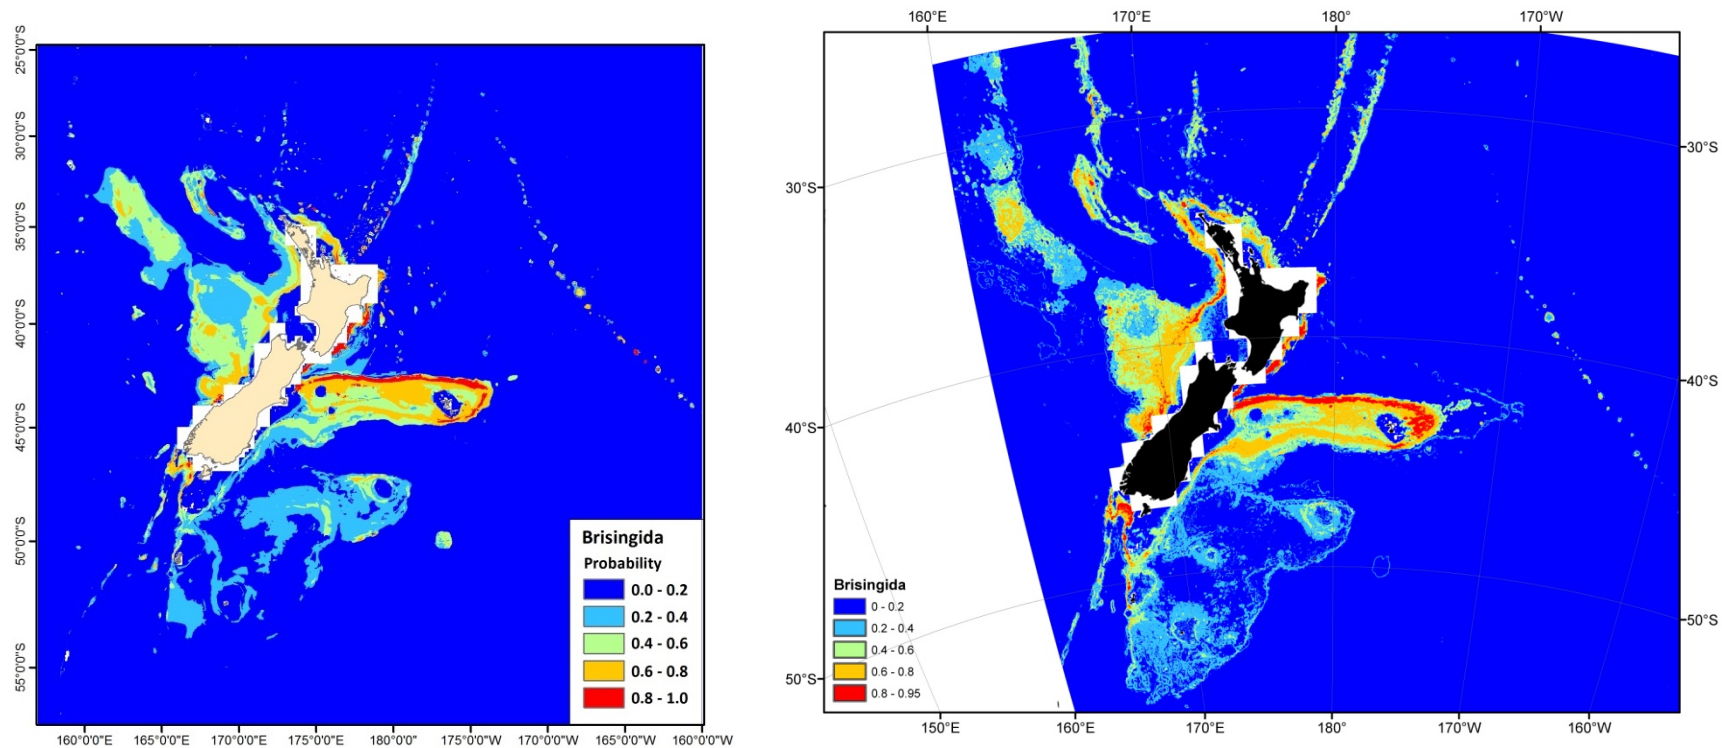 25°0'0"S
30°0'0"S
35°0'0"S
40°0'0"S
45°0'0"S
50°0'0"S
55°0'0"S
Brisingida
Probability
0.0 - 0.2
0.2 - 0.4
0.4 - 0.6
0.6 - 0.8
0.8 - 1.0
160°0'0"E
165°0'0"E
170°0'0"E
175°0'0"E
180°0'0"
175°0'0"W
170°0'0"W
165°0'0"W
160°0'0"W
160°E
170°E
180°
170°W
30°S
40°S
50°S
30°S
40°S
50°S
Brisingida
0 - 0.2
0.2 - 0.4
0.4 - 0.6
0.6 - 0.8
0.8 - 0.95
150°E
160°E
170°E
180°
170°W
160°W